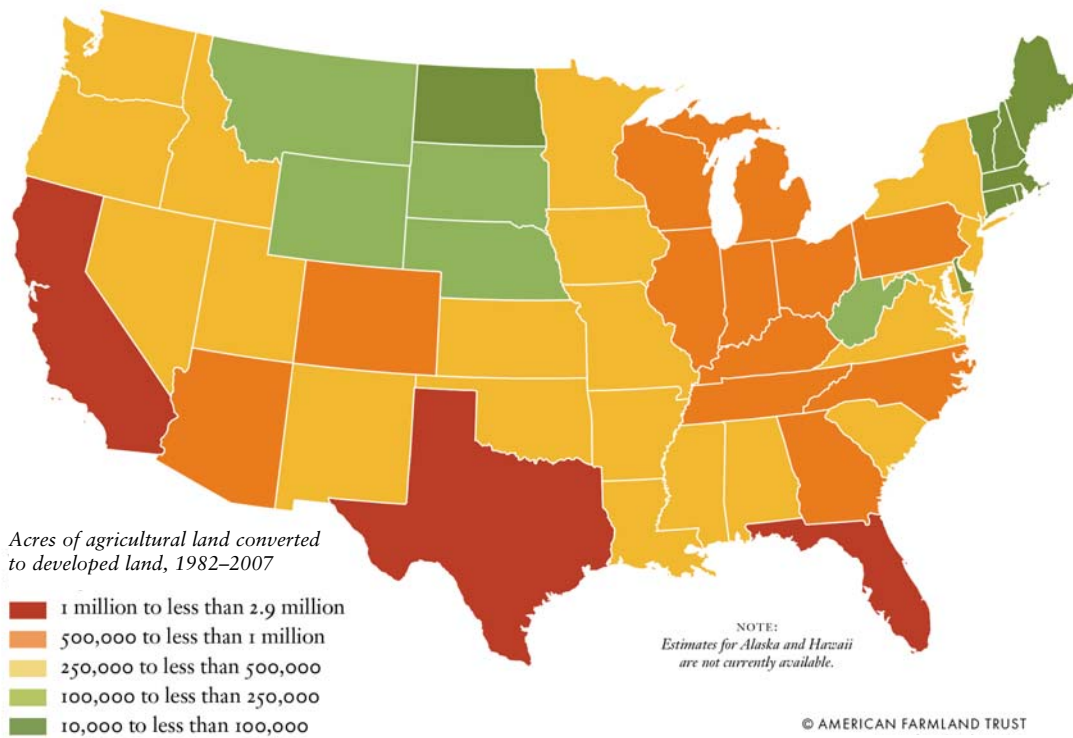 Acres of agricultural land converted
to developed land, 1982–2007
1 million to less than 2.9 million
500,000 to less than 1 million
250,000 to less than 500,000
100,000 to less than 250,000
10,000 to less than 100,000
NOTE:
Estimates for Alaska and Hawaii
are not currently available.
© AMERICAN FARMLAND TRUST